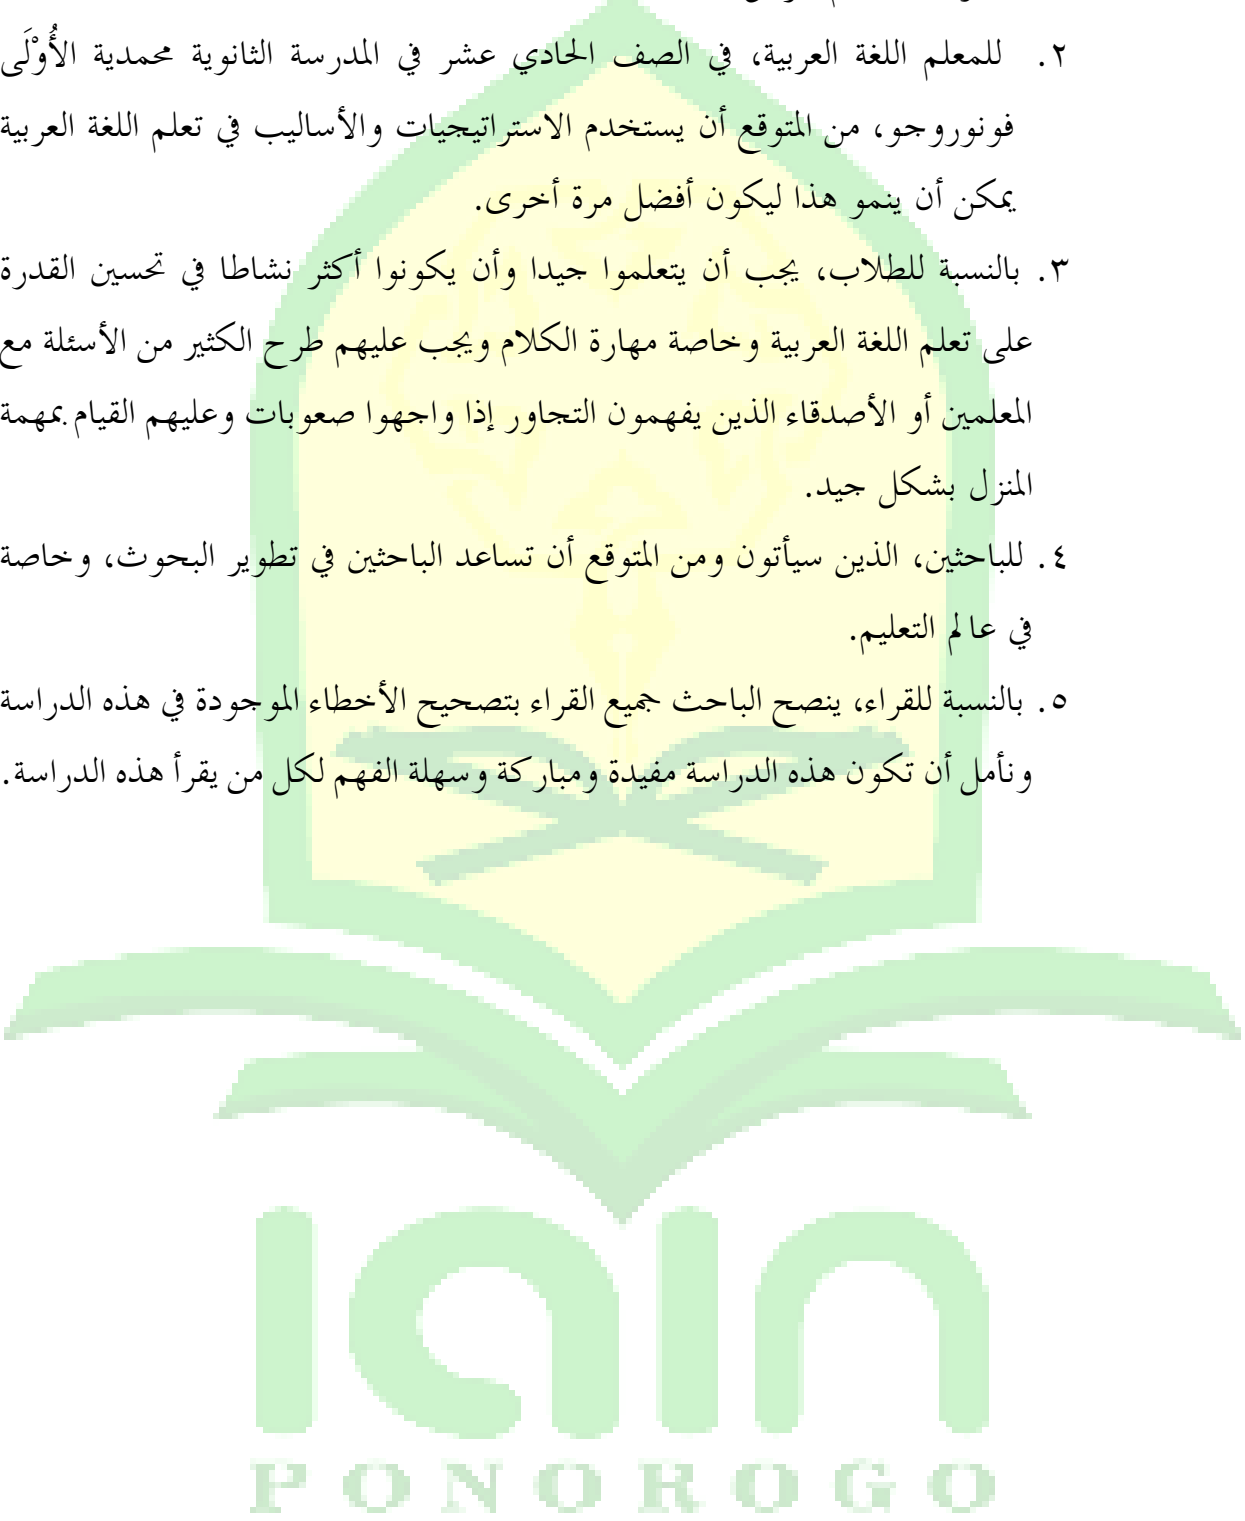 ٢. للمعلم اللغة العربية، في الصف الحادي عشر في المدرسة الثانوية محمدية الأُوْلَى
فونوروجو، من المتوقع أن يستخدم الاستراتيجيات والأساليب في تعلم اللغة العربية
يمكن أن ينمو هذا ليكون أفضل مرة أخرى.
٣. بالنسبة للطلاب، يجب أن يتعلموا جيدا وأن يكونوا أكثر نشاطا في تحسين القدرة
على تعلم اللغة العربية وخاصة مهارة الكلام ويجب عليهم طرح الكثير من الأسئلة مع
المعلمين أو الأصدقاء الذين يفهمون التجاور إذا واجهوا صعوبات وعليهم القيام بمهمة
المنزل بشكل جيد.
٤. للباحثين، الذين سيأتون ومن المتوقع أن تساعد الباحثين في تطوير البحوث، وخاصة
في عالم التعليم.
٥. بالنسبة للقراء، ينصح الباحث جميع القراء بتصحيح الأخطاء الموجودة في هذه الدراسة
ونأمل أن تكون هذه الدراسة مفيدة ومباركة وسهلة الفهم لكل من يقرأ هذه الدراسة.
iain
PONOROGO